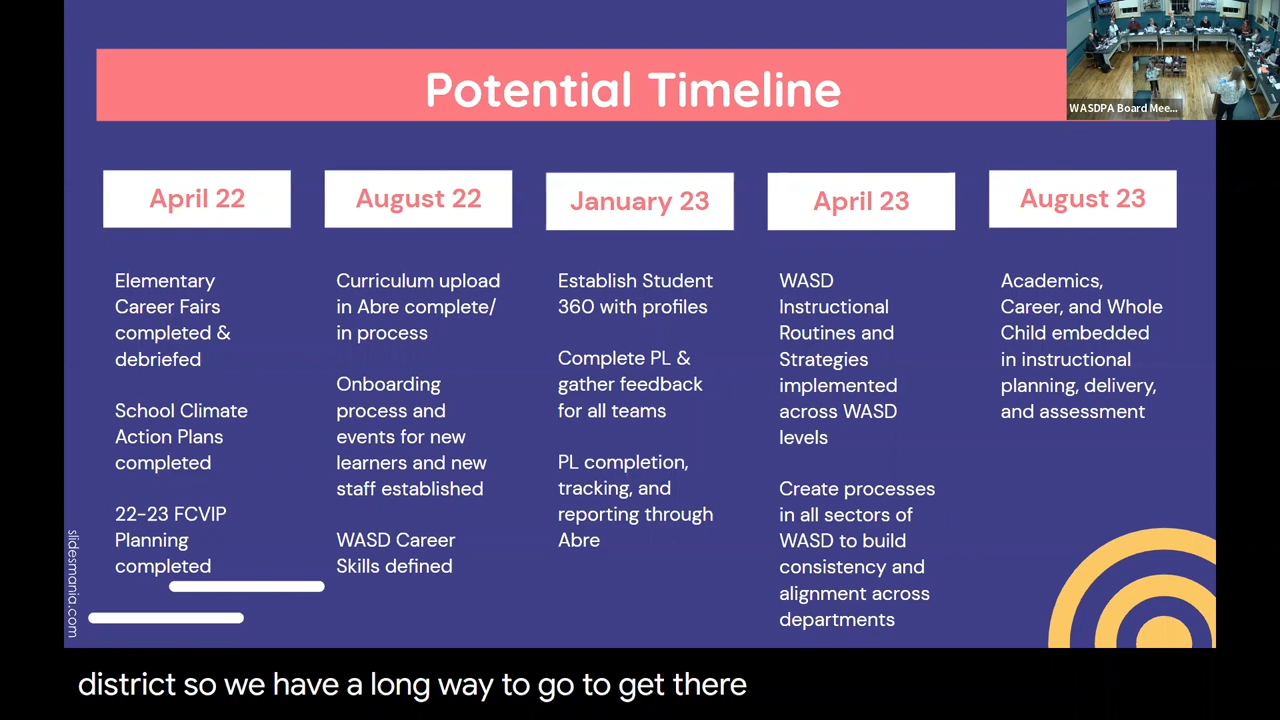 Potential Timeline
WASDPA Board Mee...
April 22
Elementary
Career Fairs
completed &
debriefed
School Climate
Action Plans
completed
22-23 FCVIP
Planning
completed
August 22
Curriculum upload
in Abre complete/
in process
Onboarding
process and
events for new
learners and new
staff established
WASD Career
Skills defined
January 23
Establish Student
360 with profiles
Complete PL &
gather feedback
for all teams
PL completion,
tracking, and
reporting through
Abre
April 23
WASD
Instructional
Routines and
Strategies
implemented
across WASD
levels
Create processes
in all sectors of
WASD to build
consistency and
alignment across
departments
August 23
Academics,
Career, and Whole
Child embedded
in instructional
planning, delivery,
and assessment
slidesmania.com
district so we have a long way to go to get there